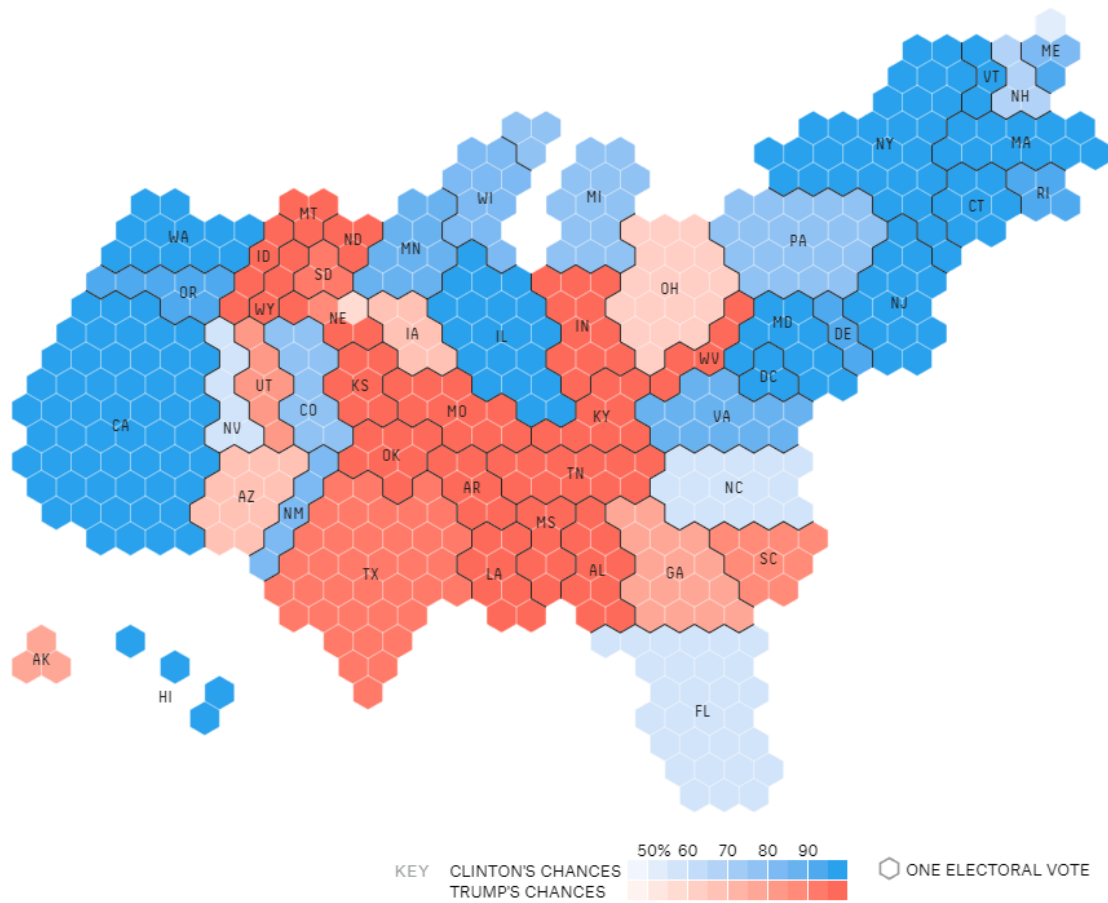 ME
VT
NH
NY
MA
WI
MI
RI
CT
MT
WA
ND
MN
PA
ID
SD
OR
OH
NJ
WY
NE
IA
IN
IL
MD
DE
WV
DC
UT
KS
CO
MO
KY
VA
CA
NV
OK
TN
AZ
AR
NC
NM
MS
TX
LA
AL
GA
SC
AK
HI
FL
50% 60 70 80 90
KEY CLINTON'S CHANCES
TRUMP'S CHANCES
ONE ELECTORAL VOTE